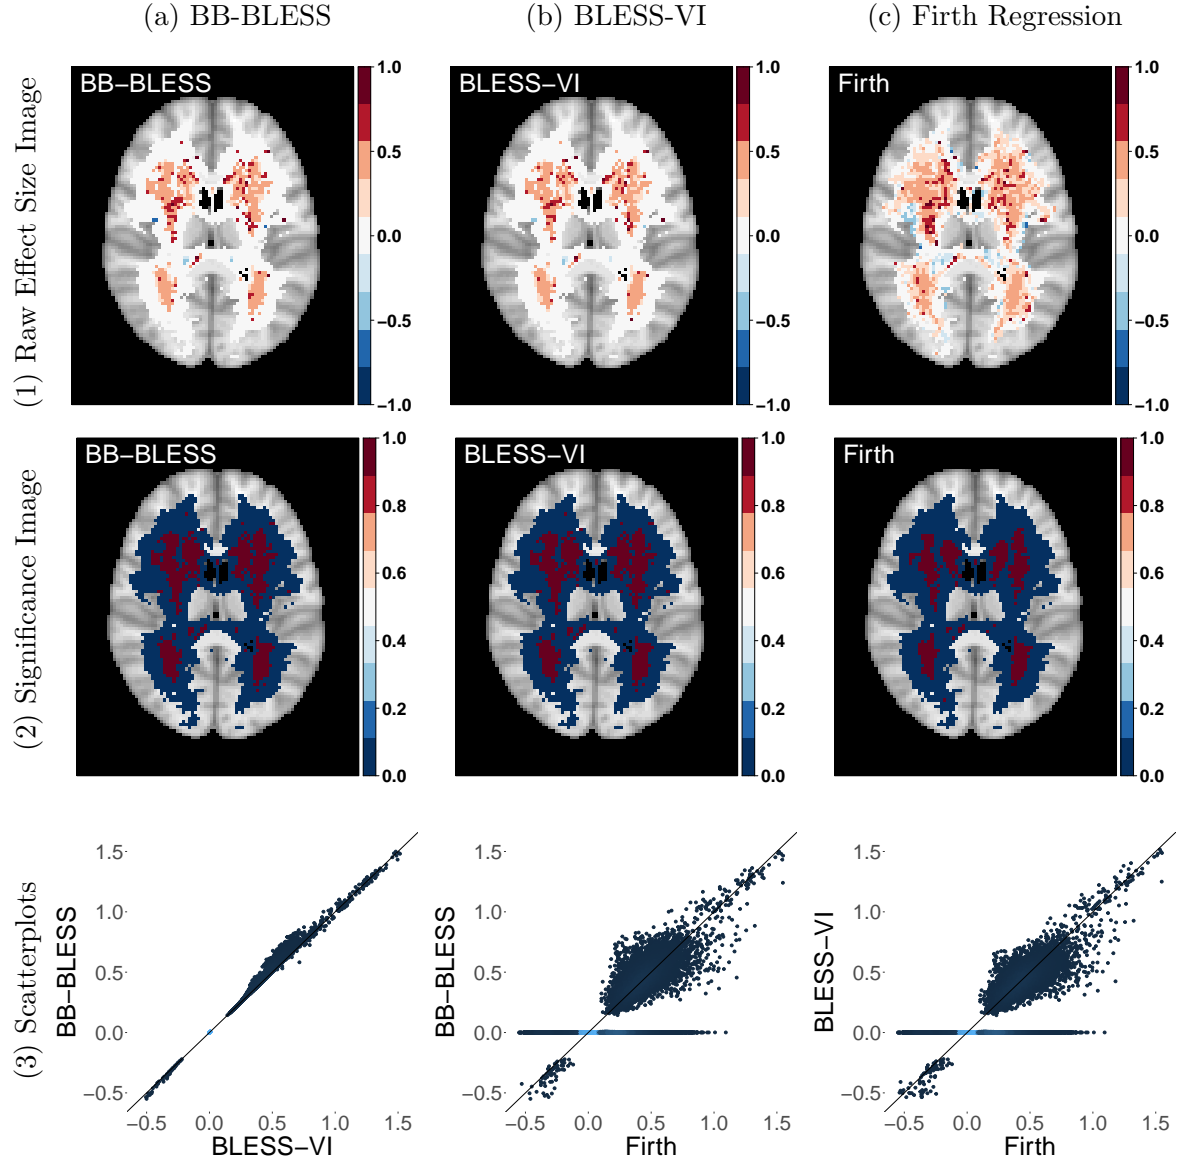 (a) BB-BLESS (b) BLESS-VI (c) Firth Regression
(1) Raw Effect Size Image
BB−BLESS
1.0
0.5
0.0
−0.5
−1.0
BLESS−VI
1.0
0.5
0.0
−0.5
−1.0
Firth
1.0
0.5
0.0
−0.5
−1.0
(2) Significance Image
BB−BLESS
1.0
0.8
0.6
0.4
0.2
0.0
BLESS−VI
1.0
0.8
0.6
0.4
0.2
0.0
Firth
1.0
0.8
0.6
0.4
0.2
0.0
(3) Scatterplots
BB−BLESS
1.5
1.0
0.5
0.0
−0.5
−0.5 0.0 0.5 1.0 1.5
BLESS−VI
BB−BLESS
1.5
1.0
0.5
0.0
−0.5
−0.5 0.0 0.5 1.0 1.5
Firth
BLESS−VI
1.5
1.0
0.5
0.0
−0.5
−0.5 0.0 0.5 1.0 1.5
Firth